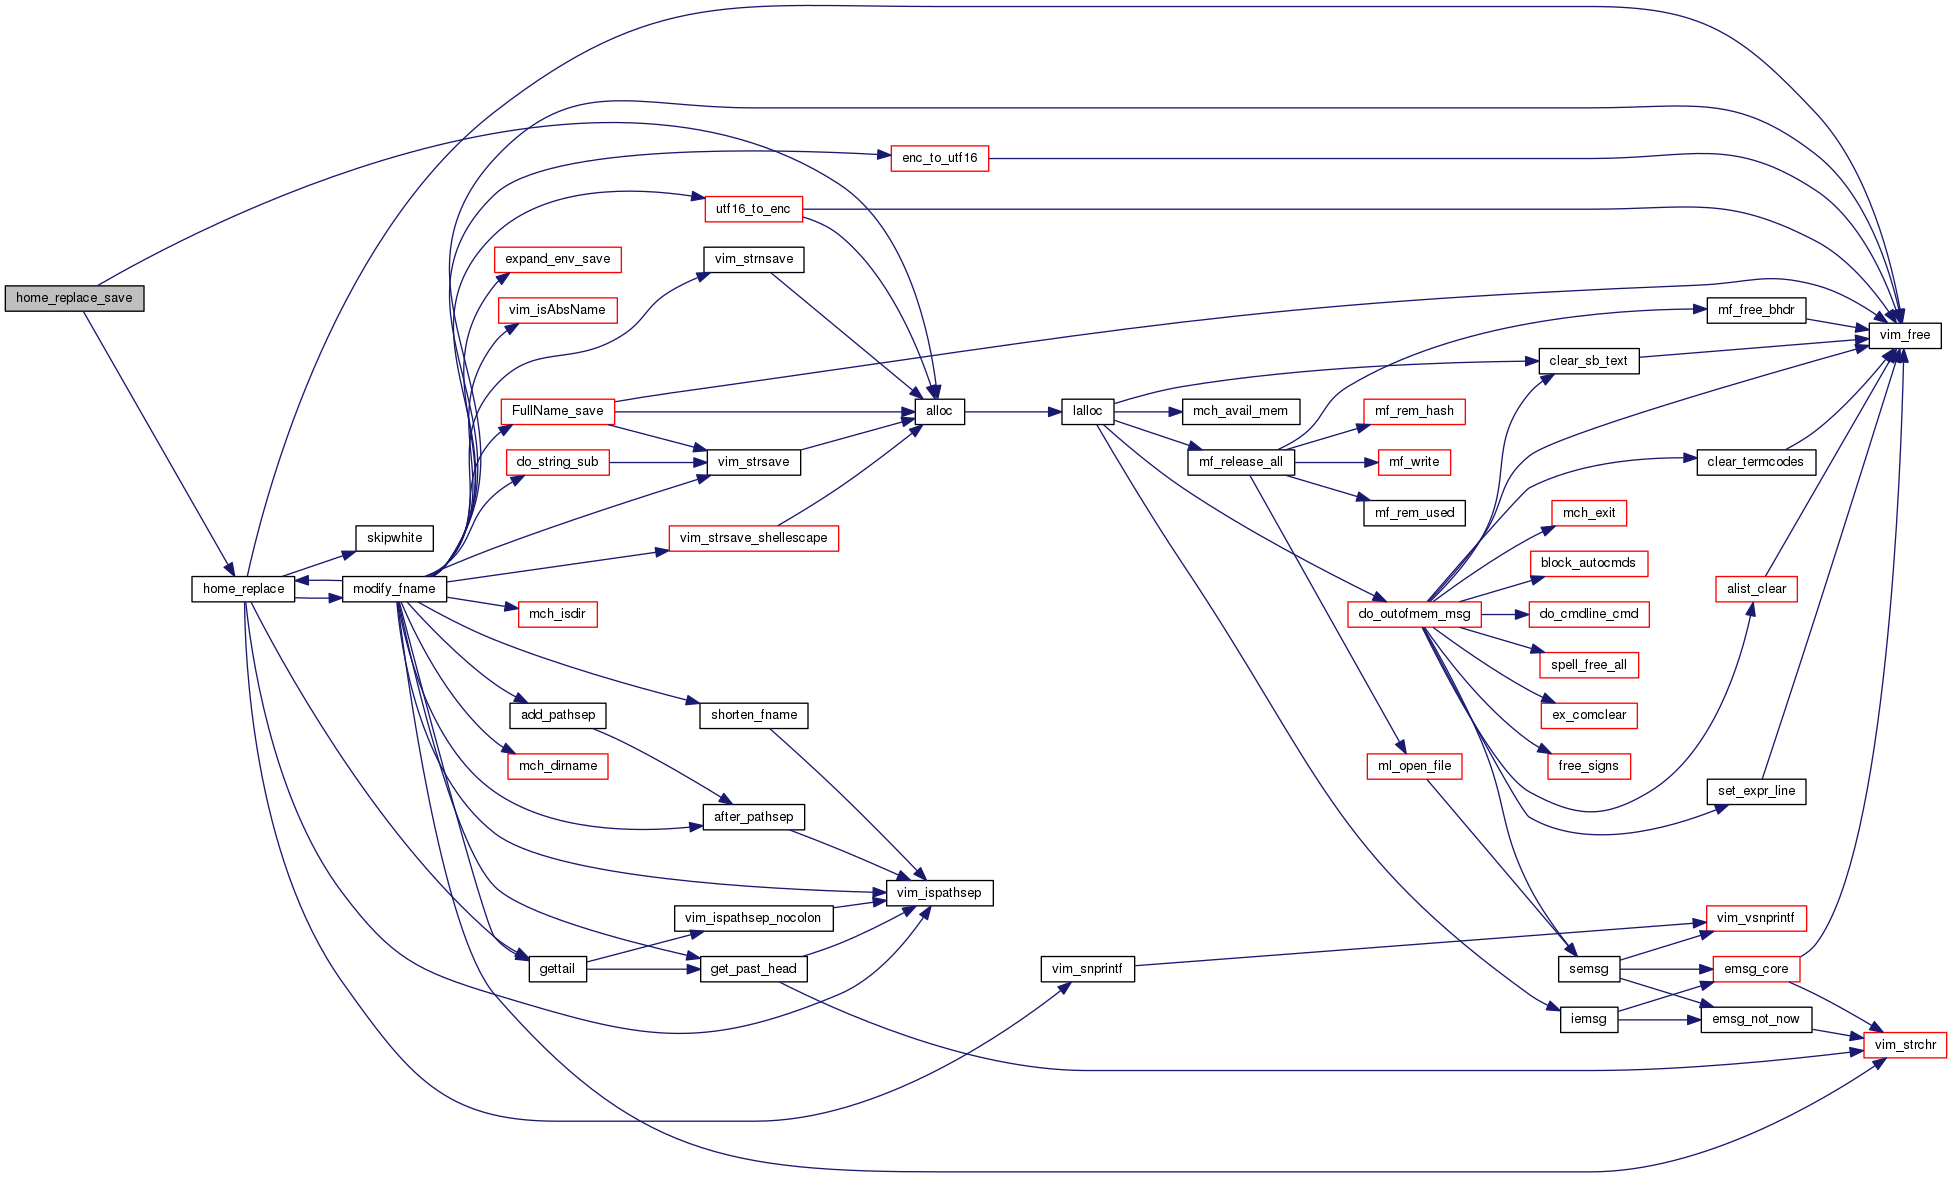 home_replace_save
home_replace
skipwhite
modify_fname
expand_env_save
vim_isAbsName
FullName_save
do_string_sub
mch_isdir
add_pathsep
mch_dirname
gettail
enc_to_utf16
utf16_to_enc
vim_strnsave
vim_strsave
vim_strsave_shellescape
shorten_fname
after_pathsep
vim_ispathsep_nocolon
get_past_head
alloc
vim_ispathsep
vim_snprintf
lalloc
mch_avail_mem
mf_release_all
mf_rem_hash
mf_write
mf_rem_used
do_outofmem_msg
ml_open_file
clear_sb_text
mch_exit
block_autocmds
do_cmdline_cmd
spell_free_all
ex_comclear
free_signs
semsg
iemsg
mf_free_bhdr
clear_termcodes
alist_clear
set_expr_line
vim_vsnprintf
emsg_core
emsg_not_now
vim_free
vim_strchr